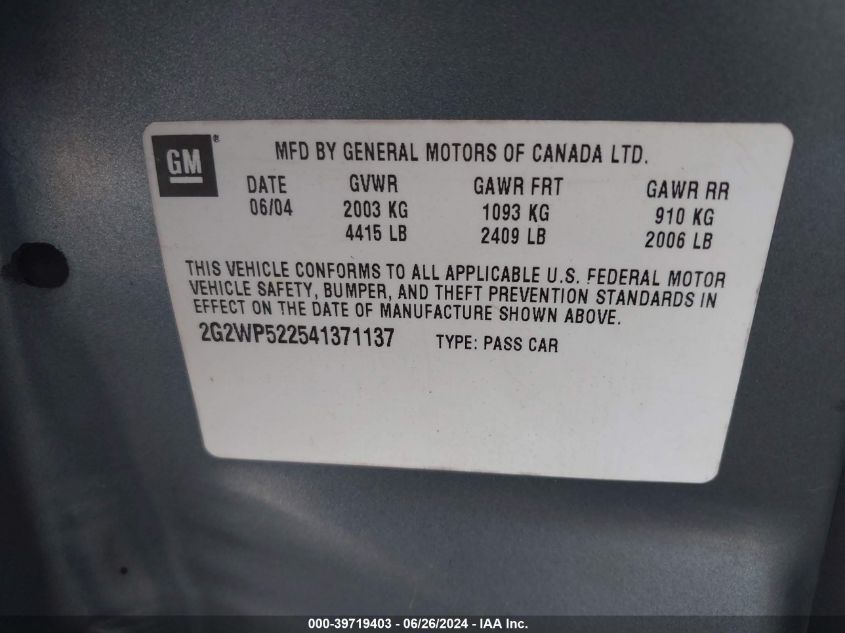 GM ®
MFD BY GENERAL MOTORS OF CANADA LTD.
DATE GVWR GAWR FRT GAWR RR
06/04 2003 KG 1093 KG 910 KG
4415 LB 2409 LB 2006 LB
THIS VEHICLE CONFORMS TO ALL APPLICABLE U.S. FEDERAL MOTOR
VEHICLE SAFETY, BUMPER, AND THEFT PREVENTION STANDARDS IN
EFFECT ON THE DATE OF MANUFACTURE SHOWN ABOVE.
2G2WP522541371137 TYPE: PASS CAR
000-39719403 - 06/26/2024 - IAA Inc.